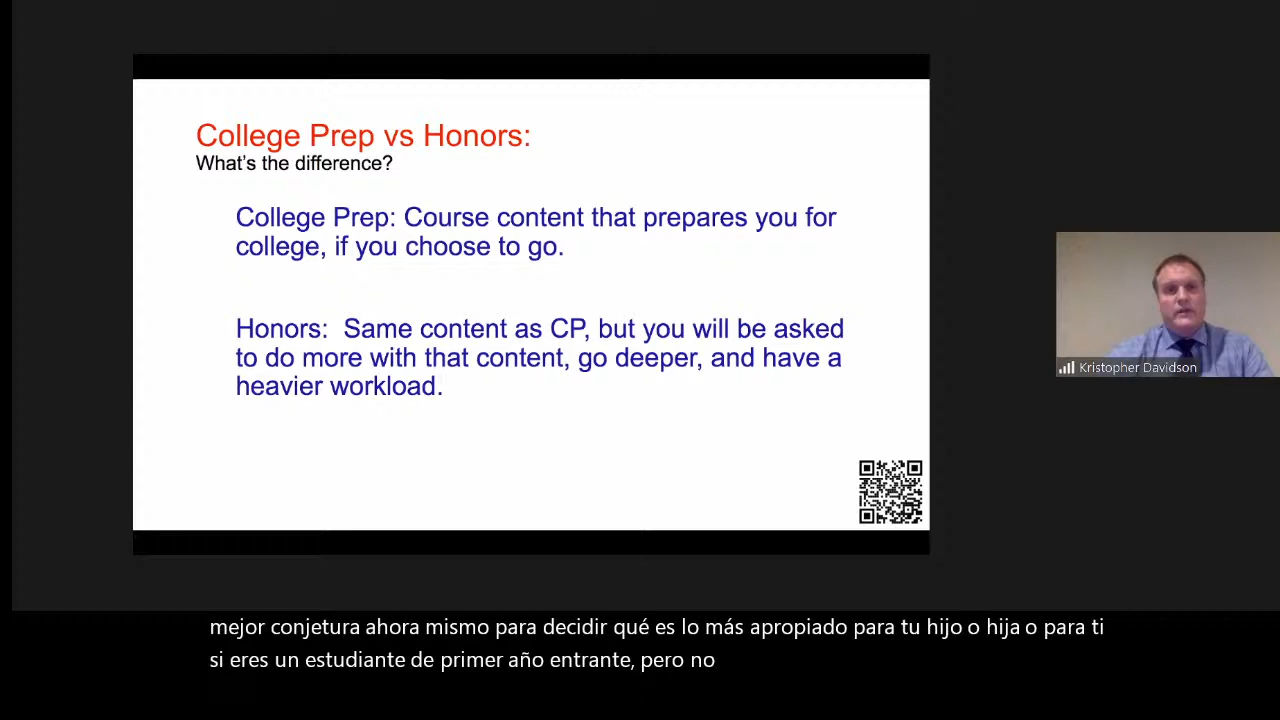 College Prep vs Honors:
What's the difference?
College Prep: Course content that prepares you for
college, if you choose to go.
Honors:  Same content as CP, but you will be asked
to do more with that content, go deeper, and have a
heavier workload.
Kristopher Davidson
mejor conjetura ahora mismo para decidir qué es lo más apropiado para tu hijo o hija o para ti
si eres un estudiante de primer año entrante, pero no